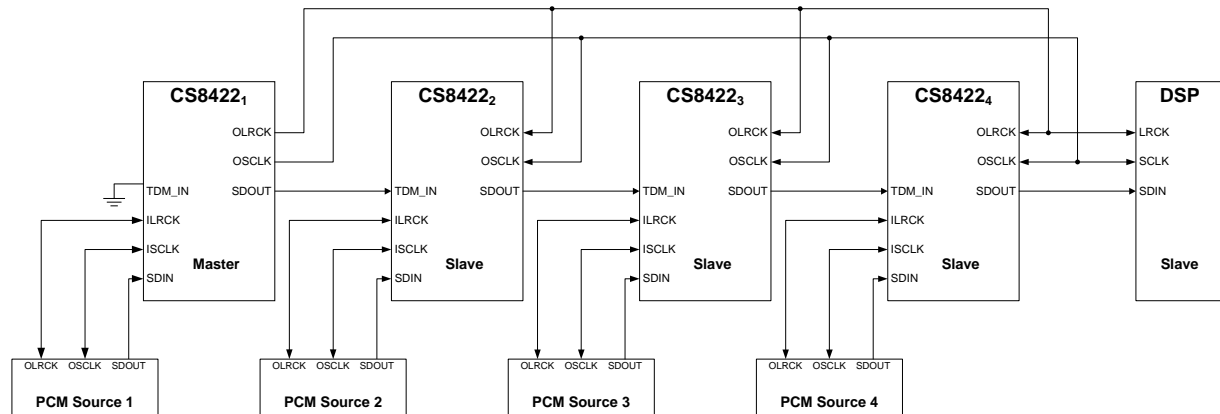 CS8422₁ CS8422₂ CS8422₃ CS8422₄ DSP
OLRCK OLRCK OLRCK OLRCK LRCK
OSCLK OSCLK OSCLK OSCLK SCLK
TDM_IN SDOUT TDM_IN SDOUT TDM_IN SDOUT TDM_IN SDOUT SDIN
ILRCK ILRCK ILRCK ILRCK
ISCLK ISCLK ISCLK ISCLK
Master Slave Slave Slave Slave
SDIN SDIN SDIN SDIN
OLRCK OSCLK SDOUT OLRCK OSCLK SDOUT OLRCK OSCLK SDOUT OLRCK OSCLK SDOUT
PCM Source 1 PCM Source 2 PCM Source 3 PCM Source 4